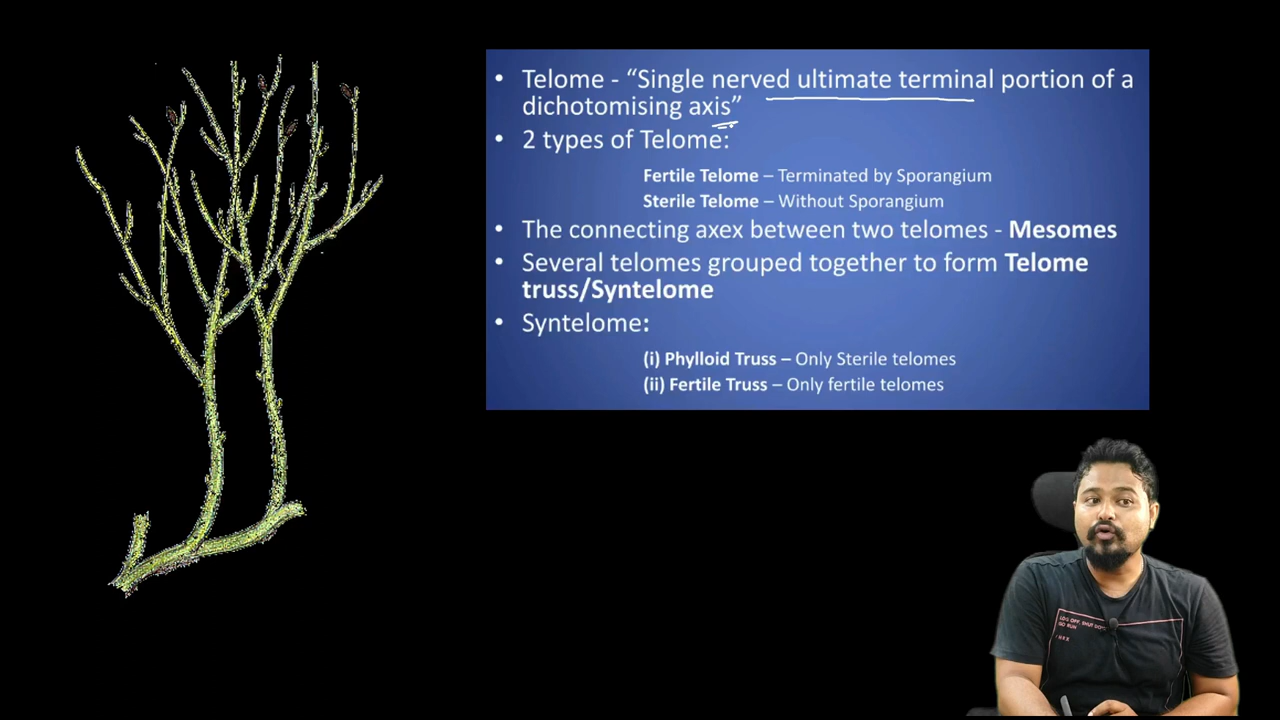 • Telome - “Single nerved ultimate terminal portion of a
dichotomising axis”
• 2 types of Telome:
Fertile Telome – Terminated by Sporangium
Sterile Telome – Without Sporangium
• The connecting axex between two telomes - Mesomes
• Several telomes grouped together to form Telome
truss/Syntelome
• Syntelome:
(i) Phylloid Truss – Only Sterile telomes
(ii) Fertile Truss – Only fertile telomes